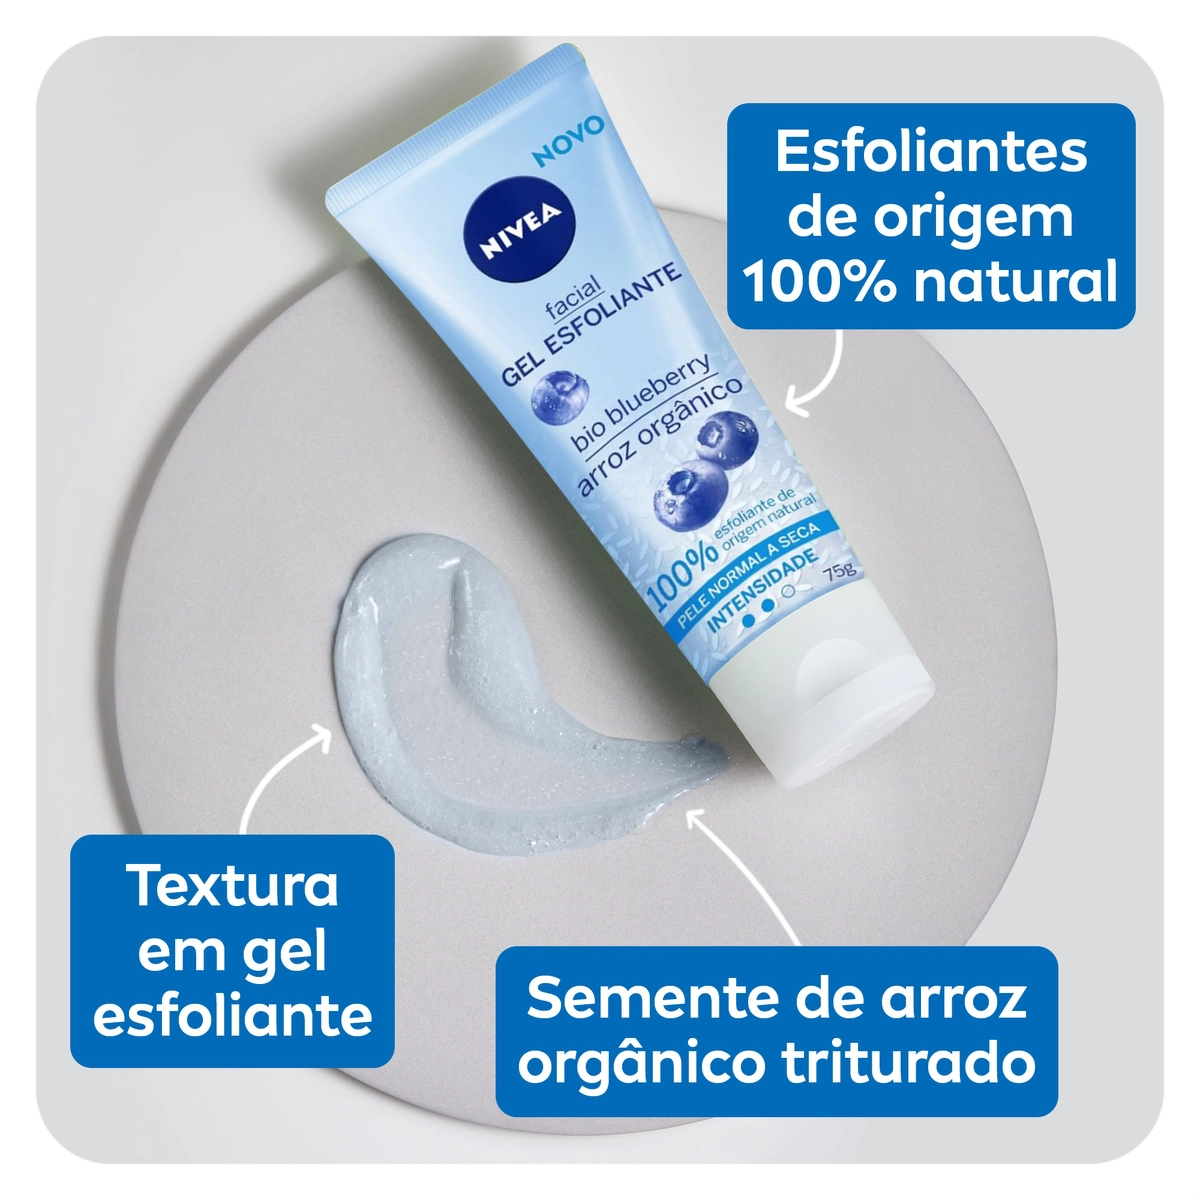 NOVO
NIVEA
facial
GEL ESFOLIANTE
bio blueberry
arroz orgânico
100% esfoliante de
origem natural
PELE NORMAL A SECA
INTENSIDADE
75g
Esfoliantes
de origem
100% natural
Textura
em gel
esfoliante
Semente de arroz
orgânico triturado